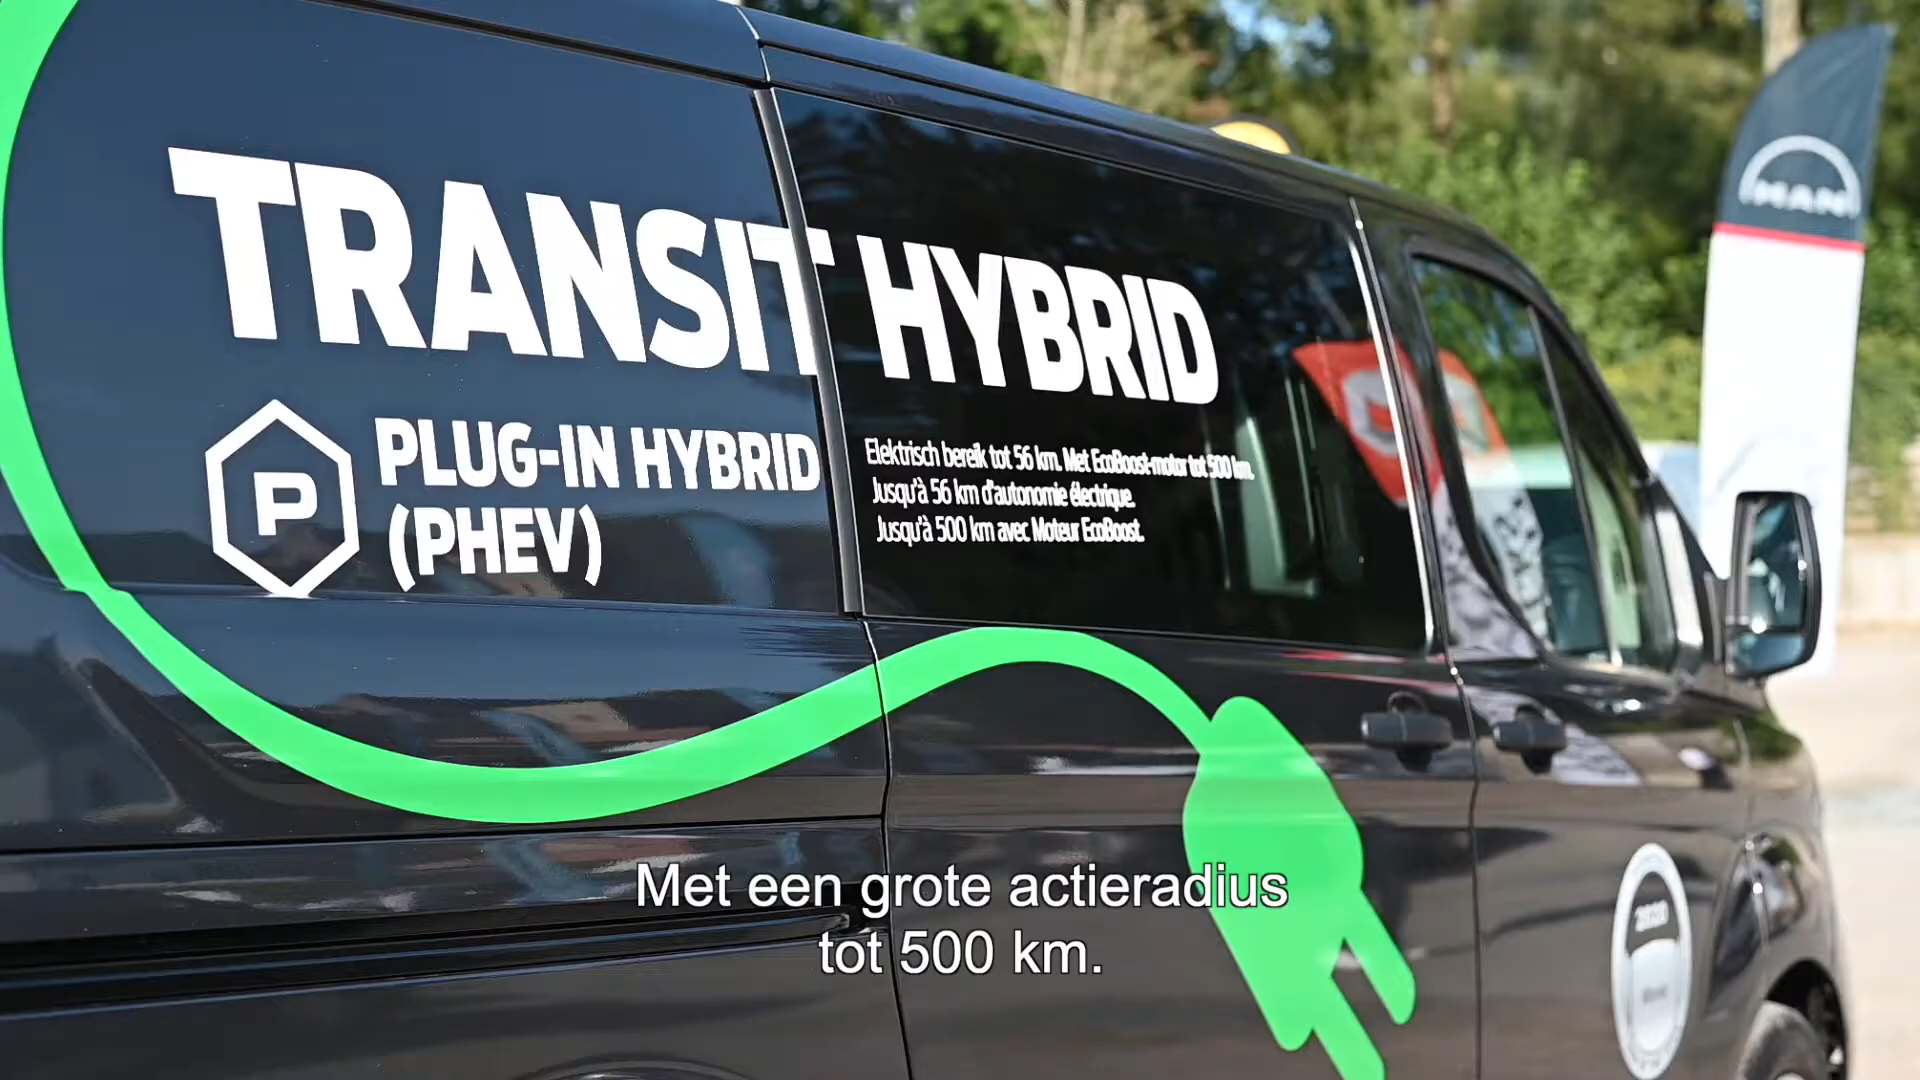 TRANSIT HYBRID
P
PLUG-IN HYBRID
(PHEV)
Elektrisch bereik tot 56 km. Met EcoBoost-motor tot 500 km.
Jusqu'à 56 km d'autonomie électrique.
Jusqu'à 500 km avec Moteur EcoBoost.
MAN
2020
Met een grote actieradius
tot 500 km.